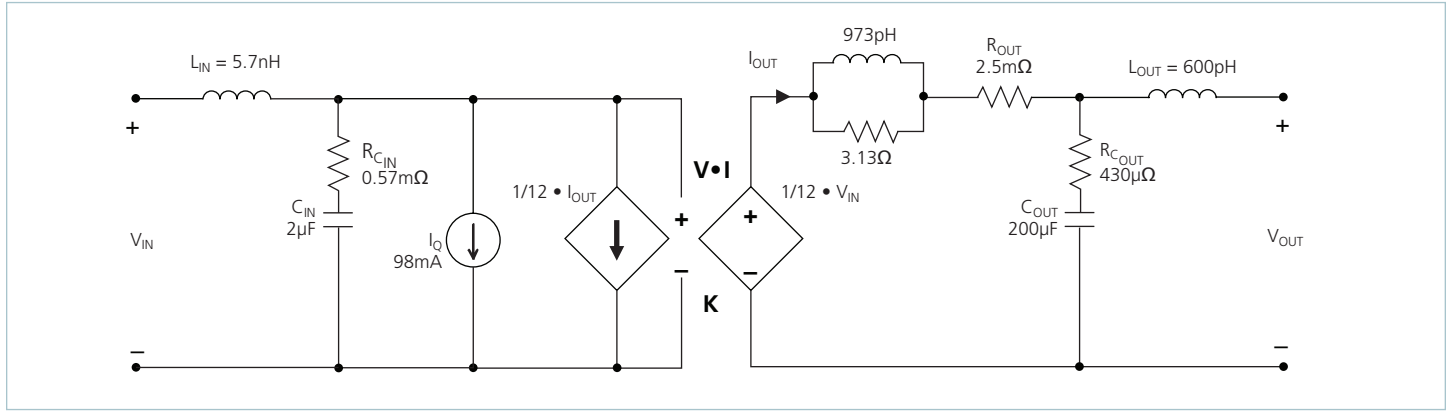 L_IN = 5.7nH
+
–
V_IN
R_C_IN
0.57mΩ
C_IN
2µF
I_Q
98mA
1/12 • I_OUT
V•I
+
–
K
1/12 • V_IN
+
–
I_OUT
973pH
3.13Ω
R_OUT
2.5mΩ
R_C_OUT
430µΩ
C_OUT
200µF
L_OUT = 600pH
+
–
V_OUT